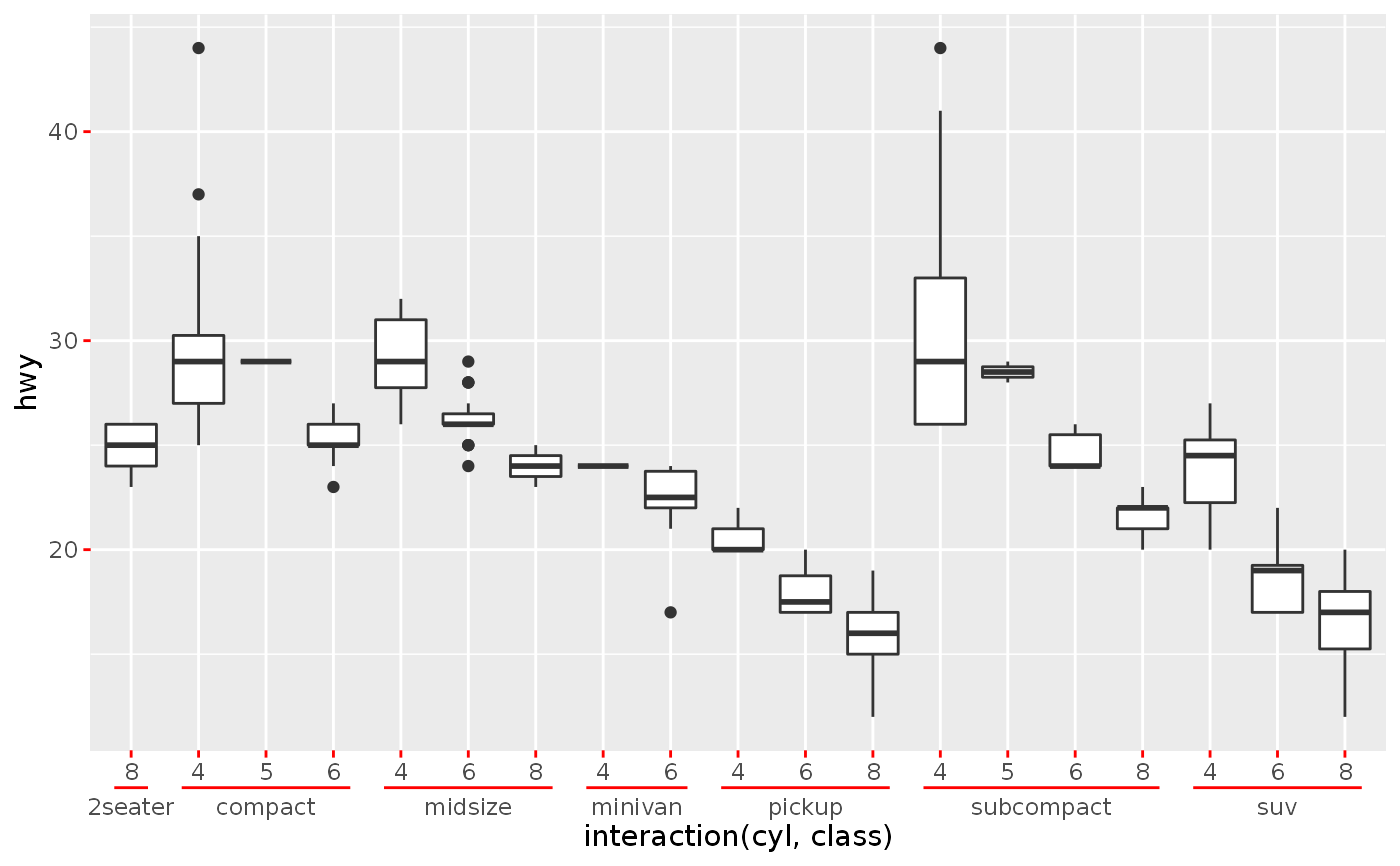 40
30
20
hwy
8 4 5 6 4 6 8 4 6 4 6 8 4 5 6 8 4 6 8
2seater compact midsize minivan pickup subcompact suv
interaction(cyl, class)